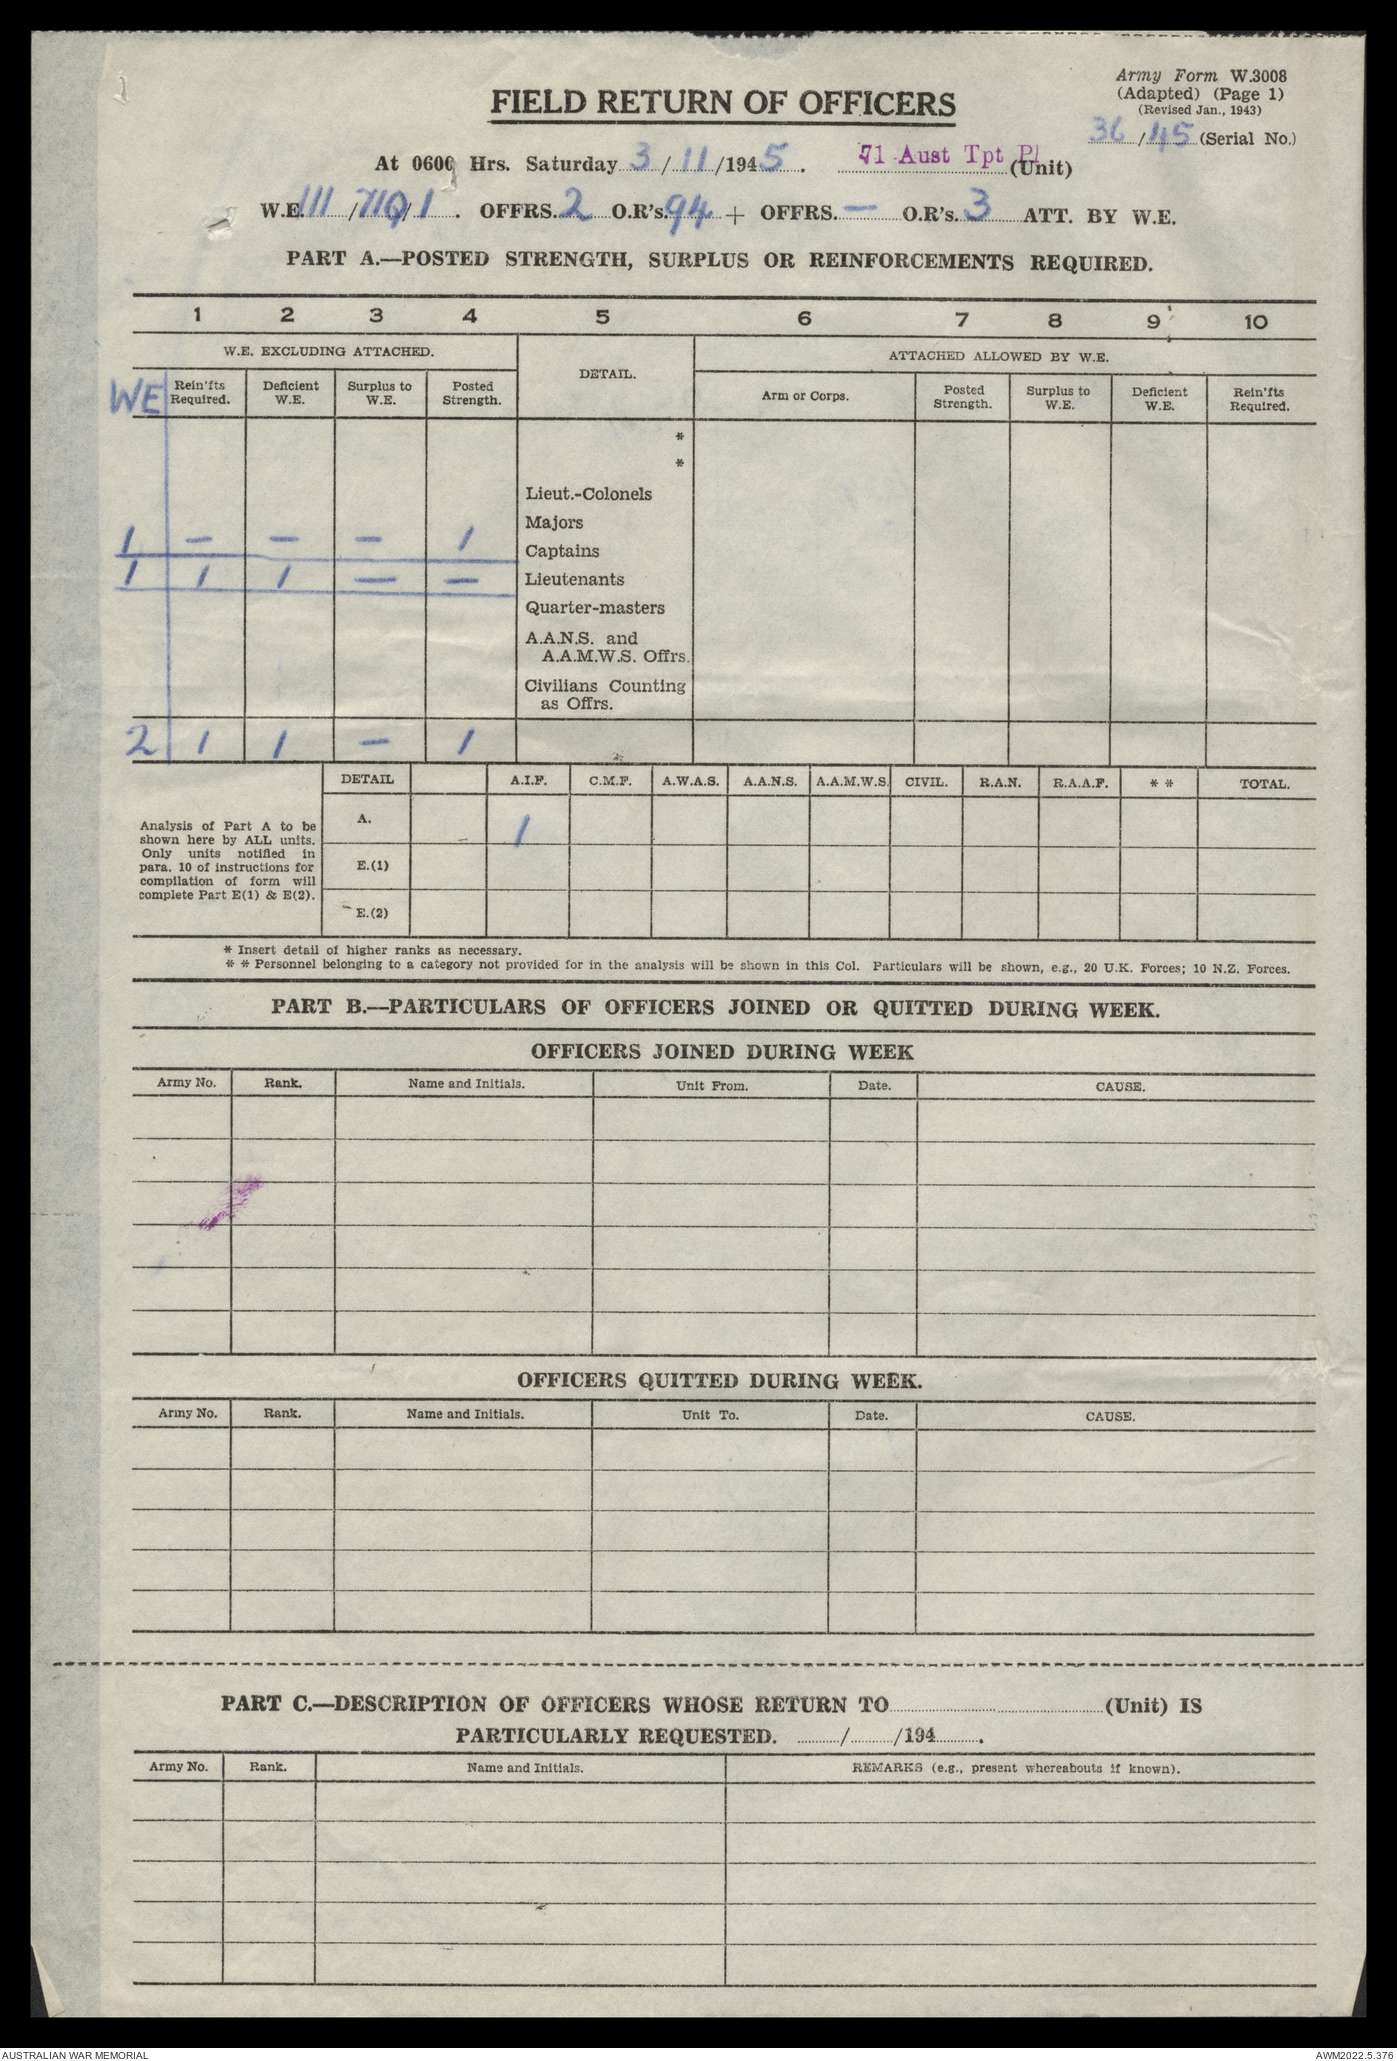 Army Form W.3008
(Adapted) (Page 1)
(Revised Jan., 1943)
FIELD RETURN OF OFFICERS
36/45 (Serial No.)
At 0600 Hrs. Saturday 3/11/1945. 71 Aust Tpt Pl (Unit)
W.E. III/710/1. OFFRS. 2 O.R's. 94 + OFFRS. — O.R's. 3 ATT. BY W.E.
PART A.—POSTED STRENGTH, SURPLUS OR REINFORCEMENTS REQUIRED.
1 2 3 4 5 6 7 8 9 10
W.E. EXCLUDING ATTACHED. DETAIL. ATTACHED ALLOWED BY W.E.
WE Rein'fts Required. Deficient W.E. Surplus to W.E. Posted Strength. Arm or Corps. Posted Strength. Surplus to W.E. Deficient W.E. Rein'fts Required.
*
*
Lieut.-Colonels
Majors
1 — — — 1 Captains
1 1 1 — — Lieutenants
Quarter-masters
A.A.N.S. and
A.A.M.W.S. Offrs.
Civilians Counting
as Offrs.
2 1 1 — 1
DETAIL A.I.F. C.M.F. A.W.A.S. A.A.N.S. A.A.M.W.S. CIVIL. R.A.N. R.A.A.F. * * TOTAL.
Analysis of Part A to be
shown here by ALL units.
Only units notified in
para. 10 of instructions for
compilation of form will
complete Part E(1) & E(2).
A. 1
E.(1)
E.(2)
* Insert detail of higher ranks as necessary.
* * Personnel belonging to a category not provided for in the analysis will be shown in this Col. Particulars will be shown, e.g., 20 U.K. Forces; 10 N.Z. Forces.
PART B.—PARTICULARS OF OFFICERS JOINED OR QUITTED DURING WEEK.
OFFICERS JOINED DURING WEEK
Army No. Rank. Name and Initials. Unit From. Date. CAUSE.
OFFICERS QUITTED DURING WEEK.
Army No. Rank. Name and Initials. Unit To. Date. CAUSE.
PART C.—DESCRIPTION OF OFFICERS WHOSE RETURN TO (Unit) IS
PARTICULARLY REQUESTED. / /194 .
Army No. Rank. Name and Initials. REMARKS (e.g., present whereabouts if known).
AUSTRALIAN WAR MEMORIAL AWM2022.5.376